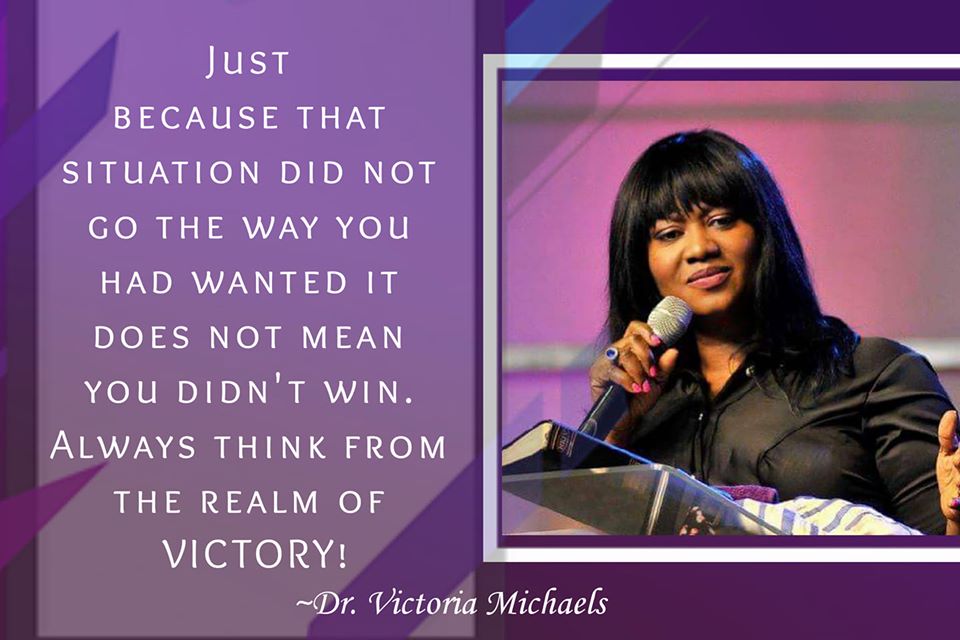 Just
because that
situation did not
go the way you
had wanted it
does not mean
you didn't win.
Always think from
the realm of
VICTORY!
~Dr. Victoria Michaels